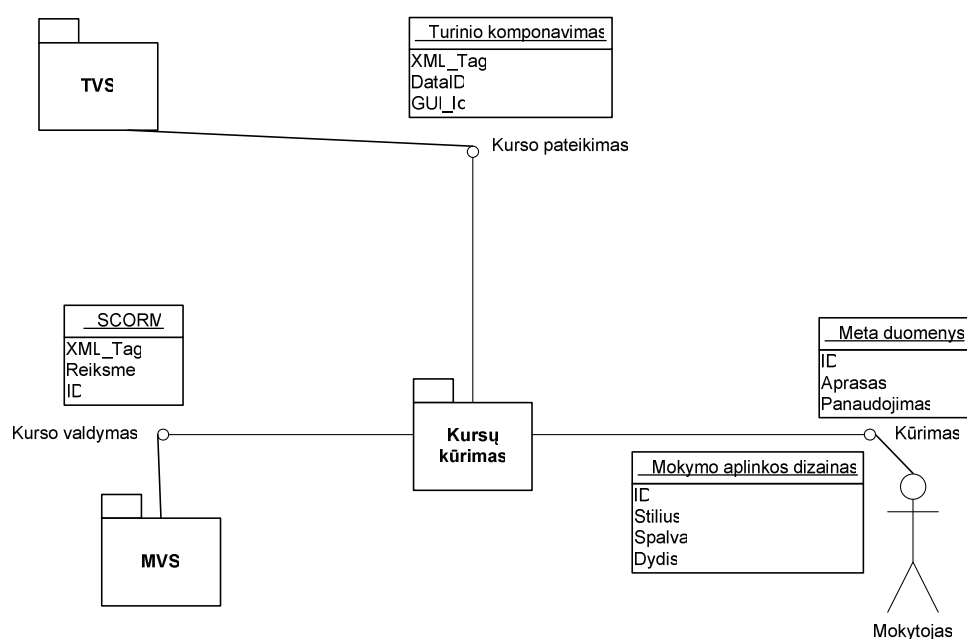 TVS
Turinio komponavimas
XML_Tag
DataID
GUI_Id
Kurso pateikimas
SCORM
XML_Tag
Reiksme
ID
Kurso valdymas
MVS
Kursų
kūrimas
Meta duomenys
ID
Aprasas
Panaudojimas
Kūrimas
Mokymo aplinkos dizainas
ID
Stilius
Spalva
Dydis
Mokytojas